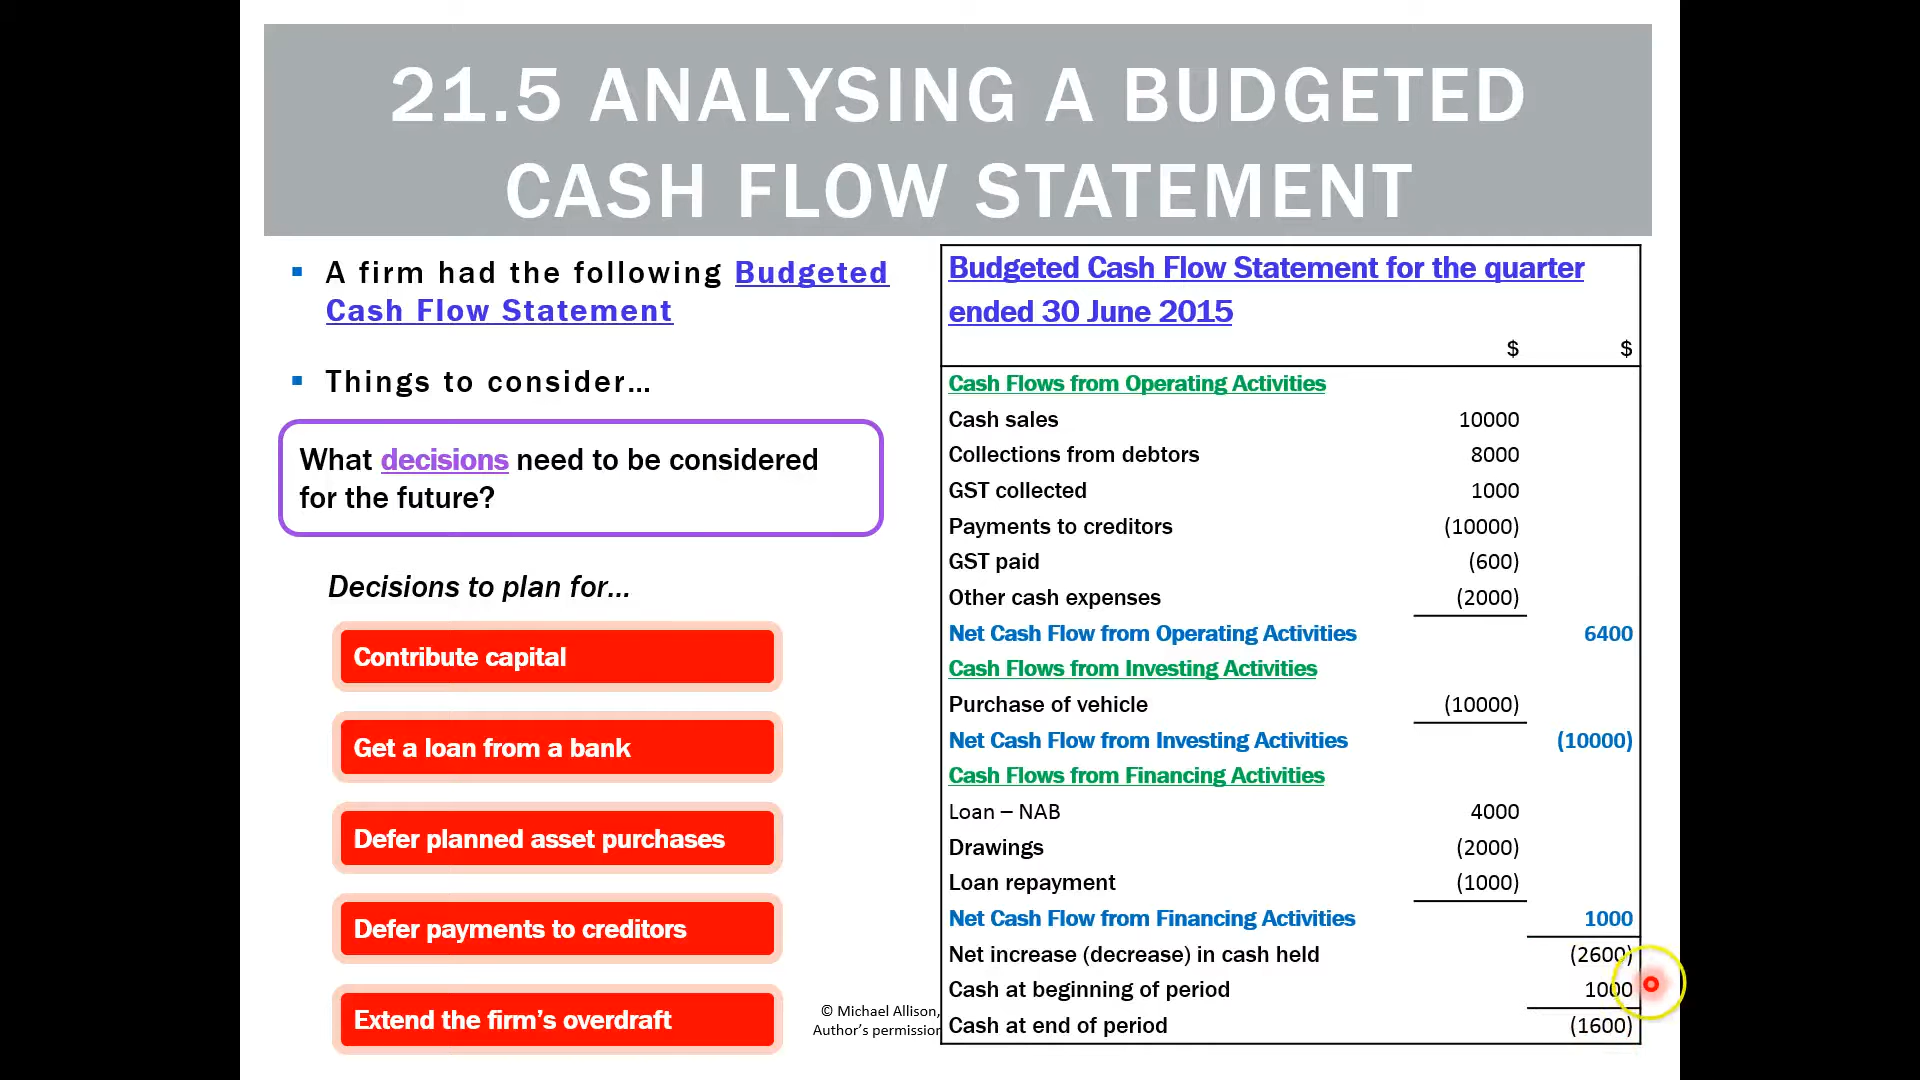 21.5 ANALYSING A BUDGETED
CASH FLOW STATEMENT
A firm had the following Budgeted
Cash Flow Statement
Things to consider...
What decisions need to be considered
for the future?
Decisions to plan for...
Contribute capital
Get a loan from a bank
Defer planned asset purchases
Defer payments to creditors
Extend the firm's overdraft
© Michael Allison,
Author's permission
Budgeted Cash Flow Statement for the quarter
ended 30 June 2015
$ $
Cash Flows from Operating Activities
Cash sales 10000
Collections from debtors 8000
GST collected 1000
Payments to creditors (10000)
GST paid (600)
Other cash expenses (2000)
Net Cash Flow from Operating Activities 6400
Cash Flows from Investing Activities
Purchase of vehicle (10000)
Net Cash Flow from Investing Activities (10000)
Cash Flows from Financing Activities
Loan – NAB 4000
Drawings (2000)
Loan repayment (1000)
Net Cash Flow from Financing Activities 1000
Net increase (decrease) in cash held (2600)
Cash at beginning of period 1000
Cash at end of period (1600)